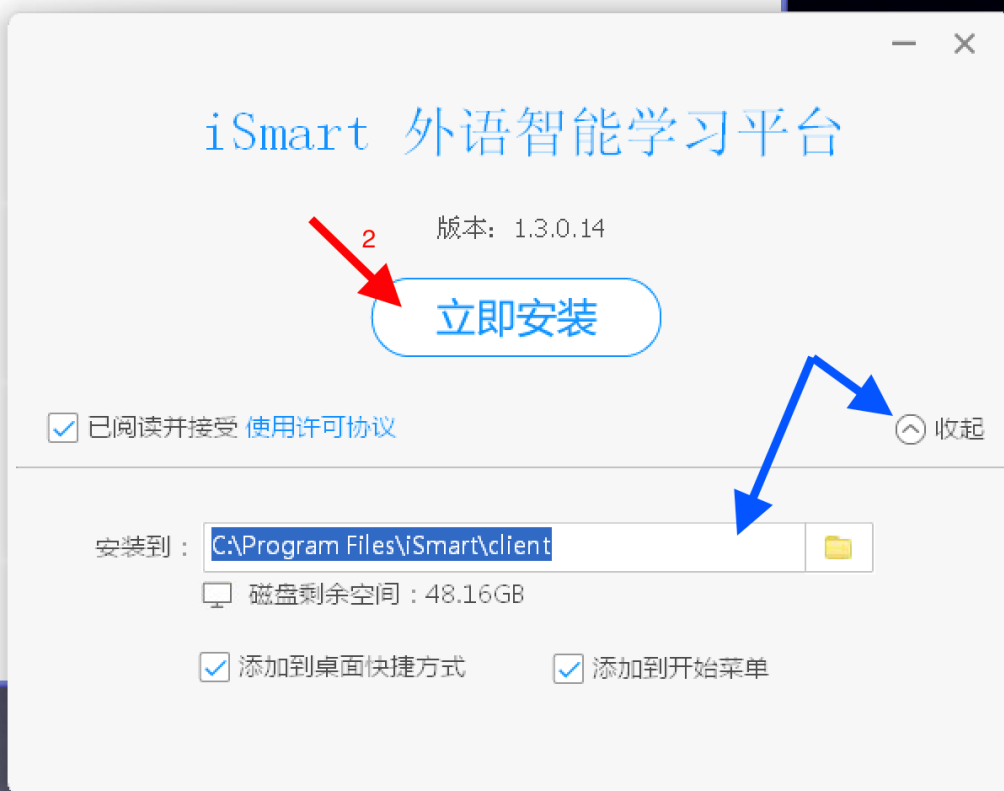 iSmart 外语智能学习平台
版本：1.3.0.14
2
立即安装
已阅读并接受 使用许可协议
收起
安装到：
C:\Program Files\iSmart\client
磁盘剩余空间：48.16GB
添加到桌面快捷方式
添加到开始菜单